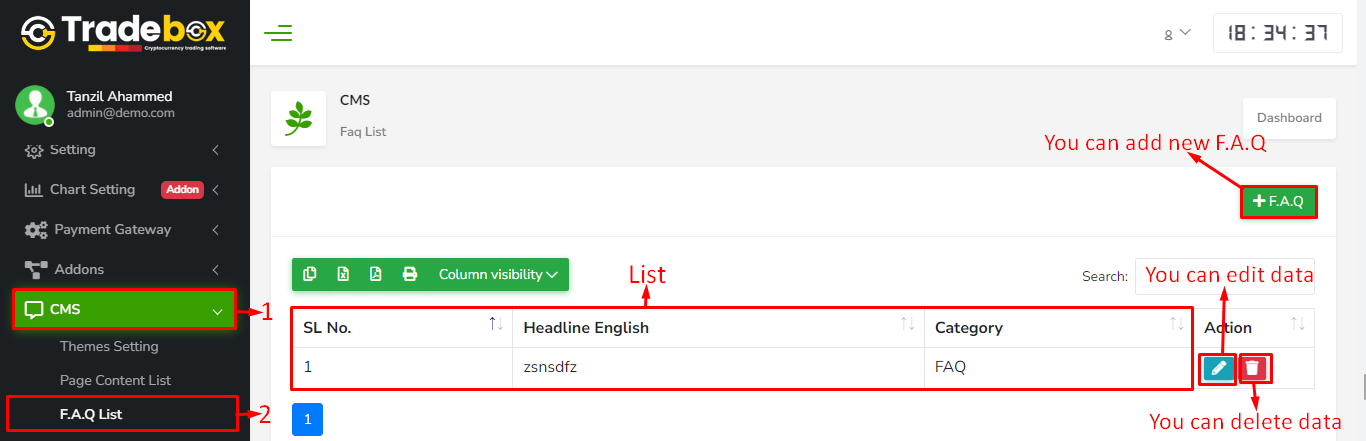 Tradebox
Cryptocurrency trading software
Tanzil Ahammed
admin@demo.com
Setting
Chart Setting Addon
Payment Gateway
Addons
CMS
1
Themes Setting
Page Content List
F.A.Q List
2
18:34:37
CMS
Faq List
Dashboard
You can add new F.A.Q
F.A.Q
Column visibility
List
Search:
You can edit data
SL No. Headline English Category Action
1 zsnsdfz FAQ
1
You can delete data